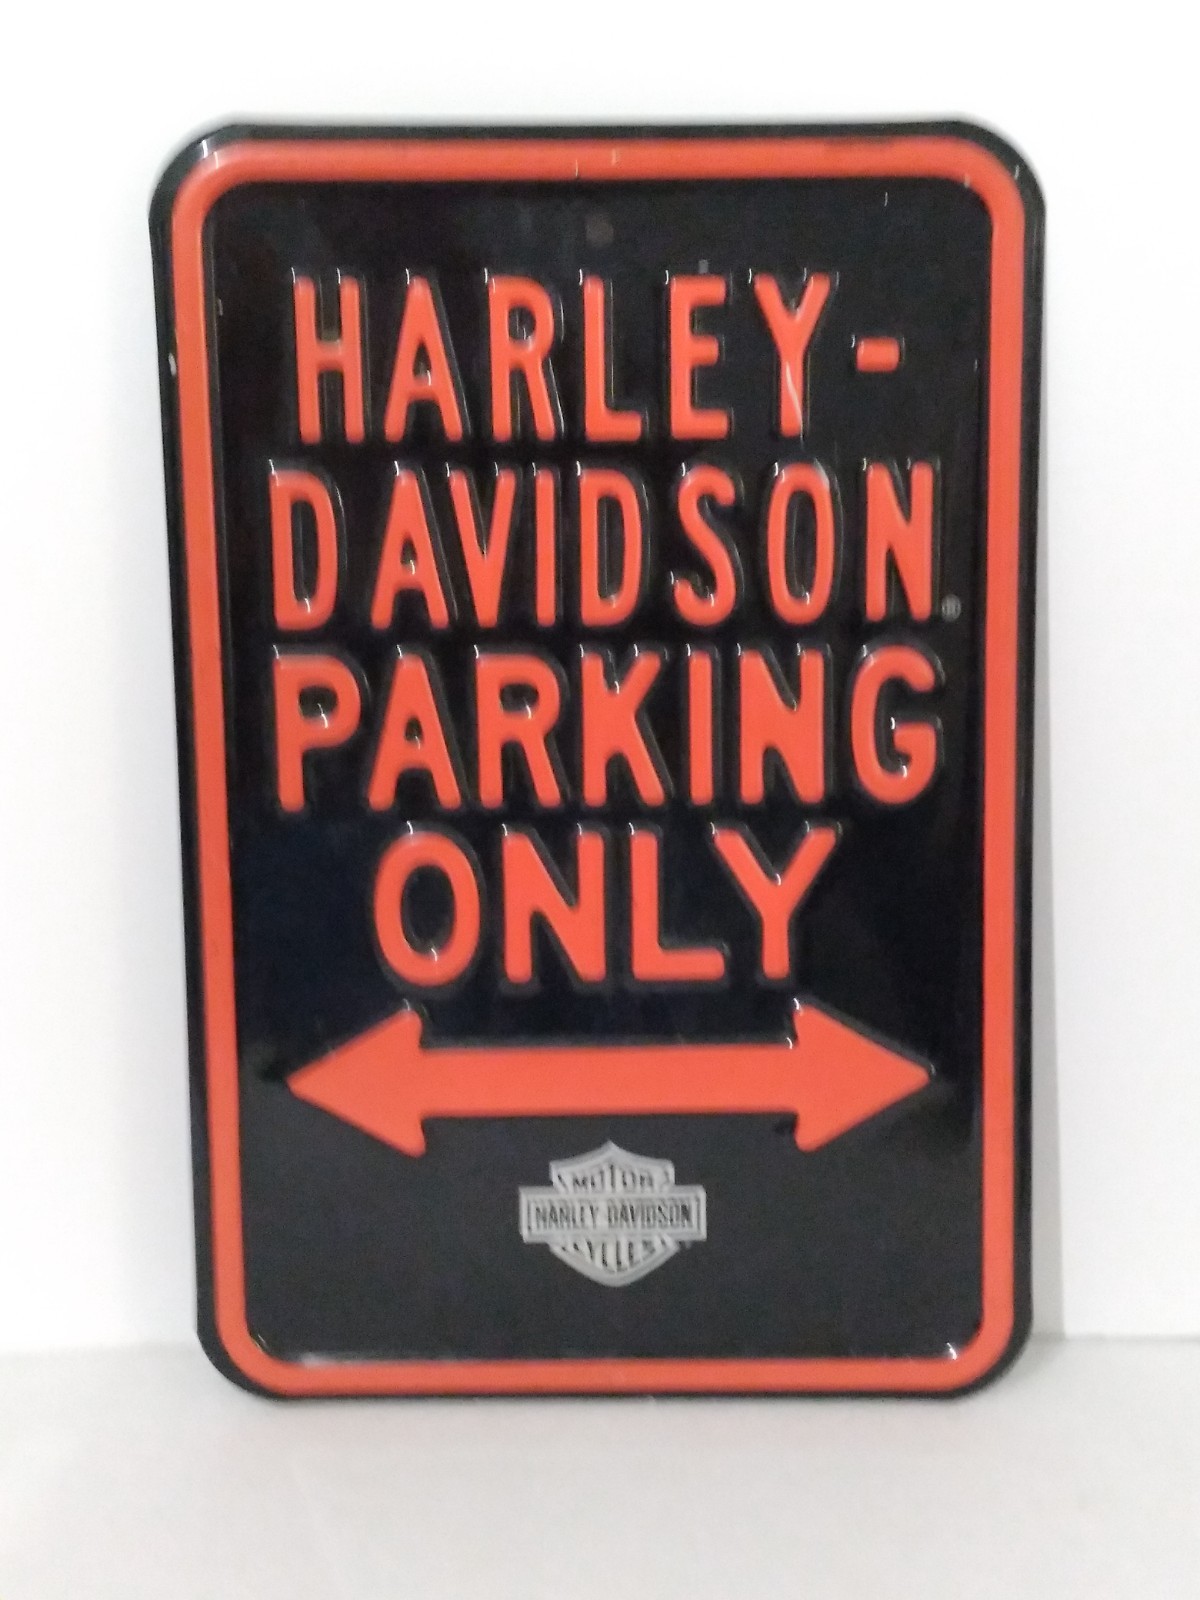 HARLEY-
DAVIDSON®
PARKING
ONLY
MOTOR
HARLEY-DAVIDSON
CYCLES